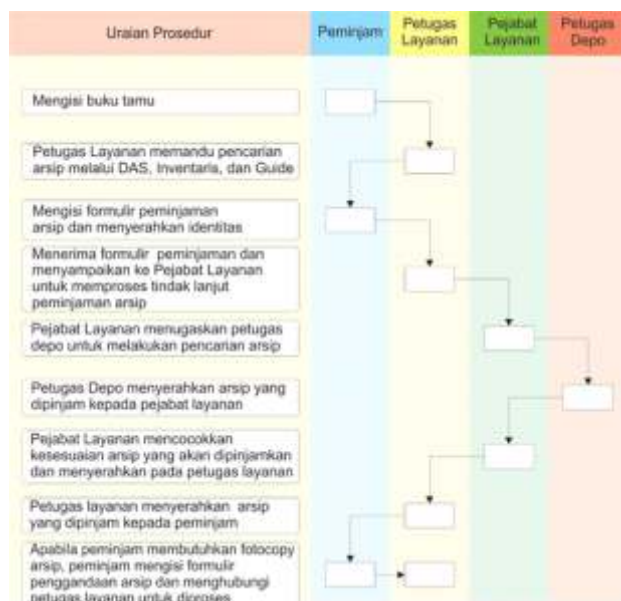 Uraian Prosedur
Peminjam
Petugas
Layanan
Pejabat
Layanan
Petugas
Depo
Mengisi buku tamu
Petugas Layanan memandu pencarian
arsip melalui DAS, Inventaris, dan Guide
Mengisi formulir peminjaman
arsip dan menyerahkan identitas
Menerima formulir peminjaman dan
menyampaikan ke Pejabat Layanan
untuk memproses tindak lanjut
peminjaman arsip
Pejabat Layanan menugaskan petugas
depo untuk melakukan pencarian arsip
Petugas Depo menyerahkan arsip yang
dipinjam kepada pejabat layanan
Pejabat Layanan mencocokkan
kesesuaian arsip yang akan dipinjamkan
dan menyerahkan pada petugas layanan
Petugas layanan menyerahkan arsip
yang dipinjam kepada peminjam
Apabila peminjam membutuhkan fotocopy
arsip, peminjam mengisi formulir
penggandaan arsip dan menghubungi
petugas layanan untuk diproses